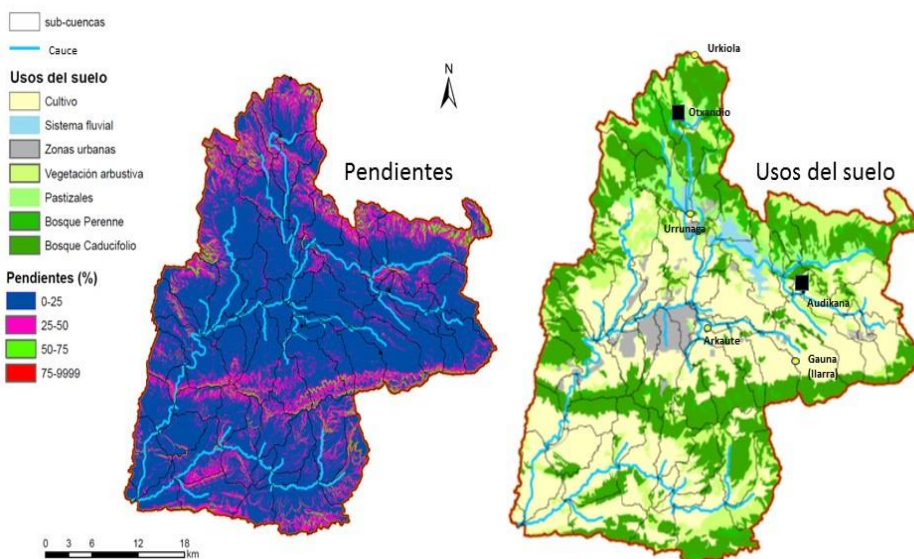 sub-cuencas
Cauce
Usos del suelo
Cultivo
Sistema fluvial
Zonas urbanas
Vegetación arbustiva
Pastizales
Bosque Perenne
Bosque Caducifolio
Pendientes (%)
0-25
25-50
50-75
75-9999
0 3 6 12 18
km
N
Pendientes
Usos del suelo
Urkiola
Otxandio
Urrunaga
Audikana
Arkaute
Gauna
(Ilarra)